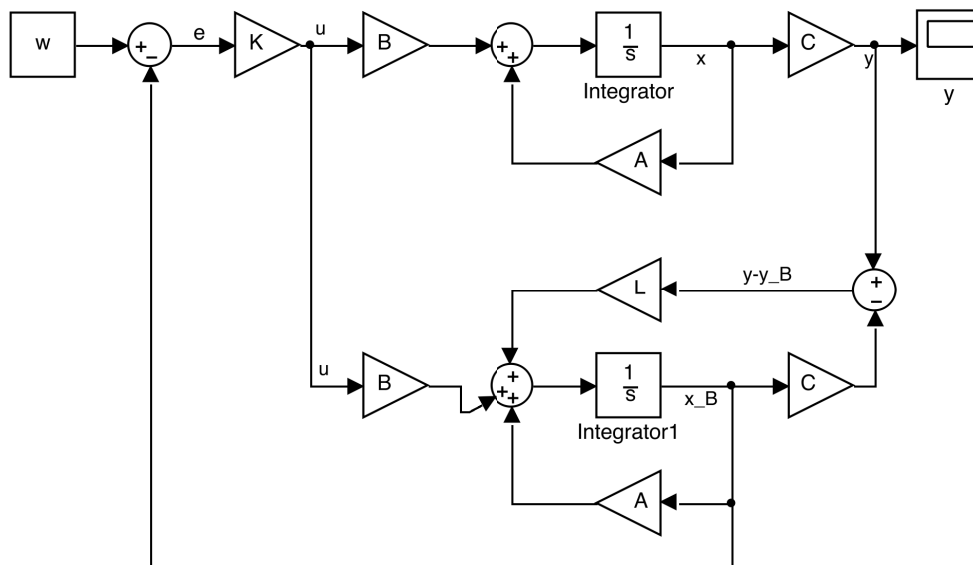 w
+
−
e
K
u
B
+
+
1
s
Integrator
x
C
y
y
A
L
y-y_B
+
−
u
B
+
+
+
1
s
Integrator1
x_B
C
A